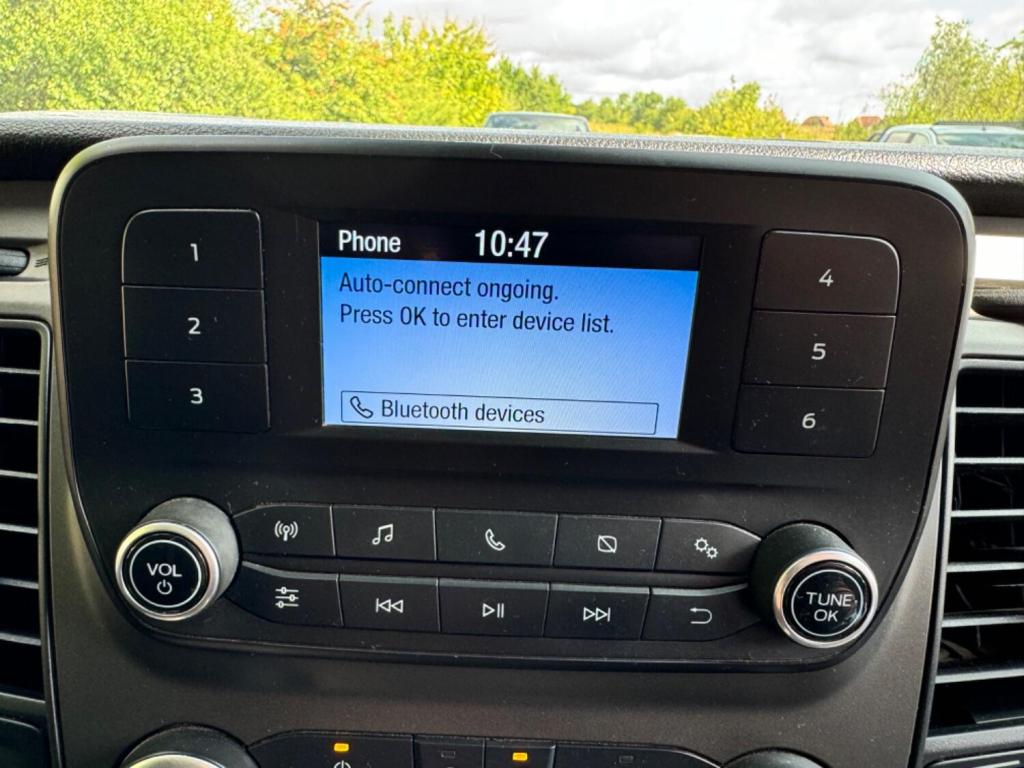 Phone 10:47
Auto-connect ongoing.
Press OK to enter device list.
Bluetooth devices
1
2
3
4
5
6
VOL
TUNE
OK